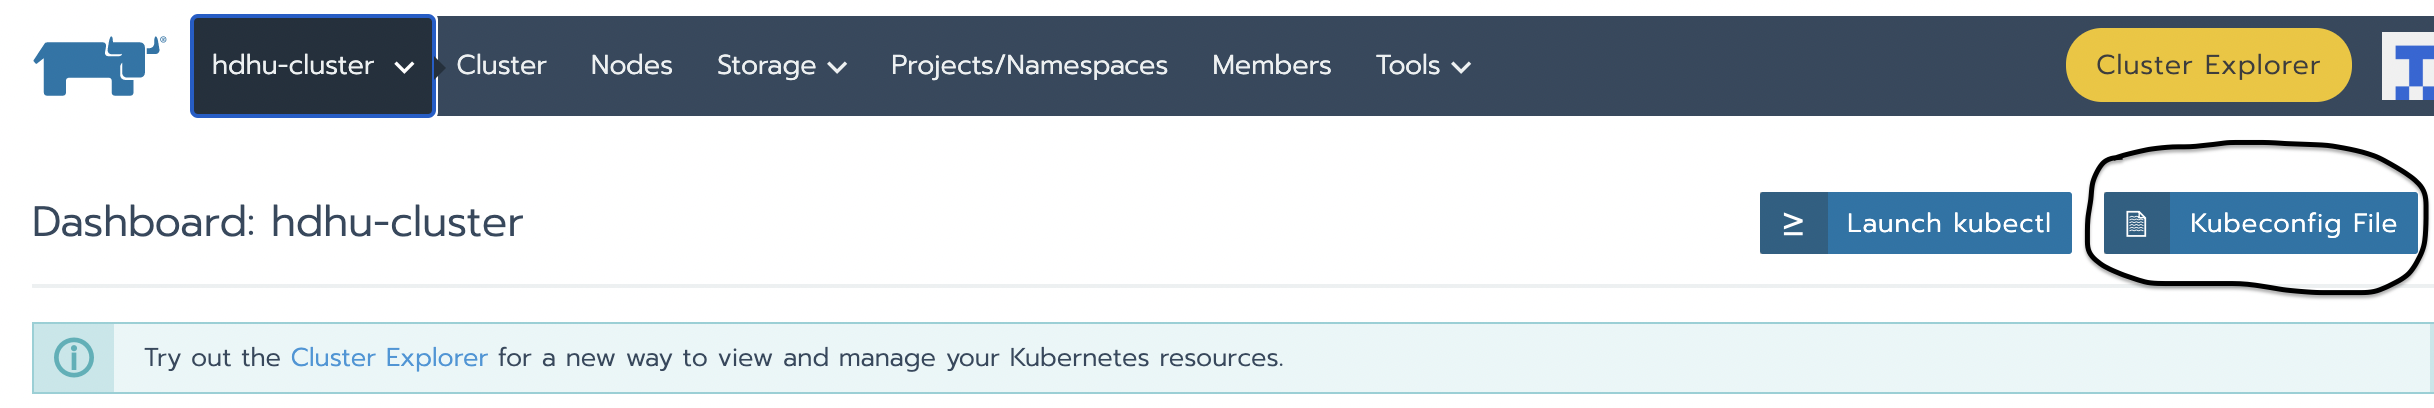 hdhu-cluster Cluster Nodes Storage Projects/Namespaces Members Tools Cluster Explorer
Dashboard: hdhu-cluster Launch kubectl Kubeconfig File
Try out the Cluster Explorer for a new way to view and manage your Kubernetes resources.